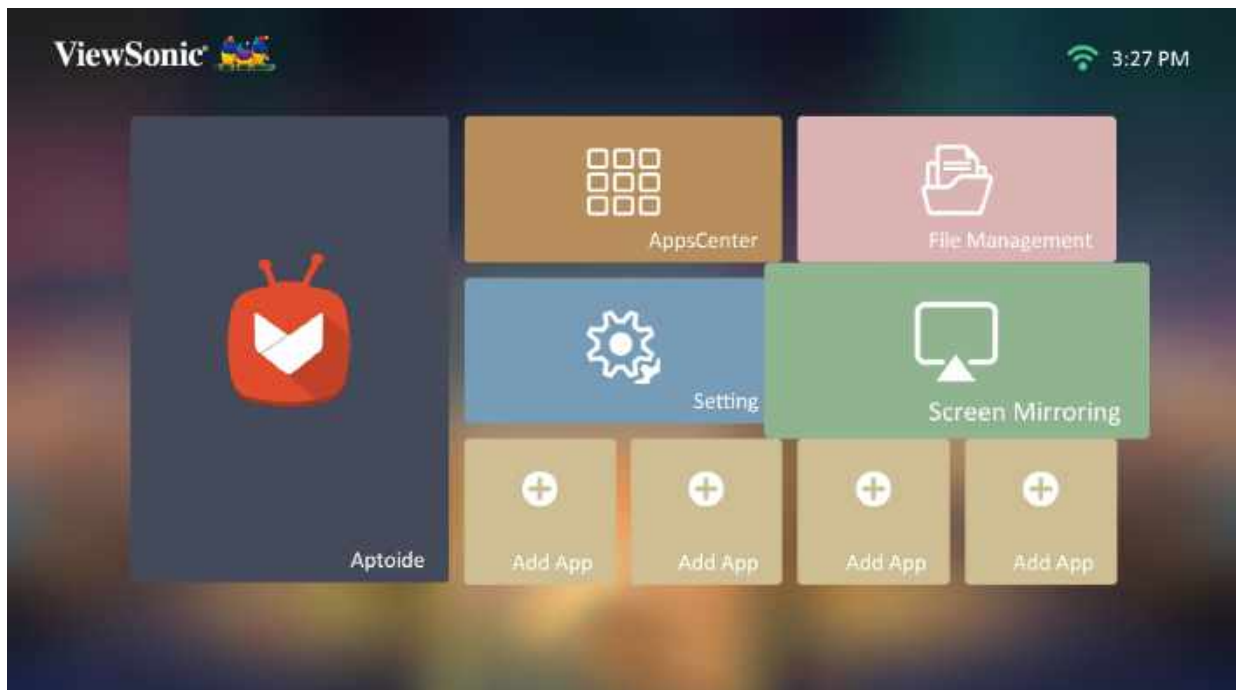 ViewSonic
3:27 PM
AppsCenter
File Management
Setting
Screen Mirroring
Aptoide
Add App
Add App
Add App
Add App